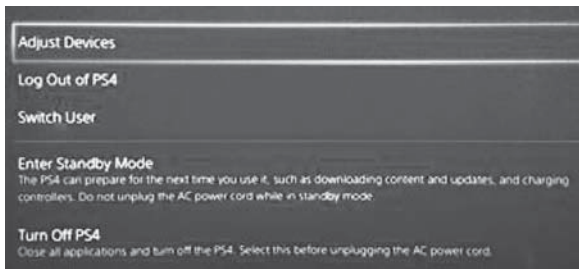 Adjust Devices
Log Out of PS4
Switch User
Enter Standby Mode
The PS4 can prepare for the next time you use it, such as downloading content and updates, and charging
controllers. Do not unplug the AC power cord while in standby mode
Turn Off PS4
Close all applications and turn off the PS4. Select this before unplugging the AC power cord.